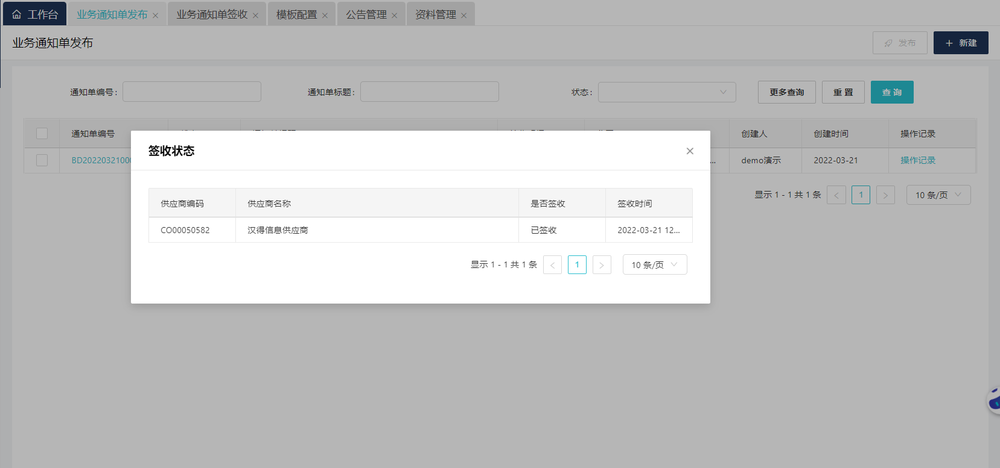 工作台 业务通知单发布 业务通知单签收 模板配置 公告管理 资料管理
业务通知单发布 发布 新建
通知单编号: 通知单标题: 状态: 更多查询 重置 查询
通知单编号 创建人 创建时间 操作记录
BD2022032100 ... demo演示 2022-03-21 操作记录
显示 1 - 1 共 1 条 < 1 > 10 条/页
签收状态
供应商编码 供应商名称 是否签收 签收时间
CO00050582 汉得信息供应商 已签收 2022-03-21 12...
显示 1 - 1 共 1 条 < 1 > 10 条/页